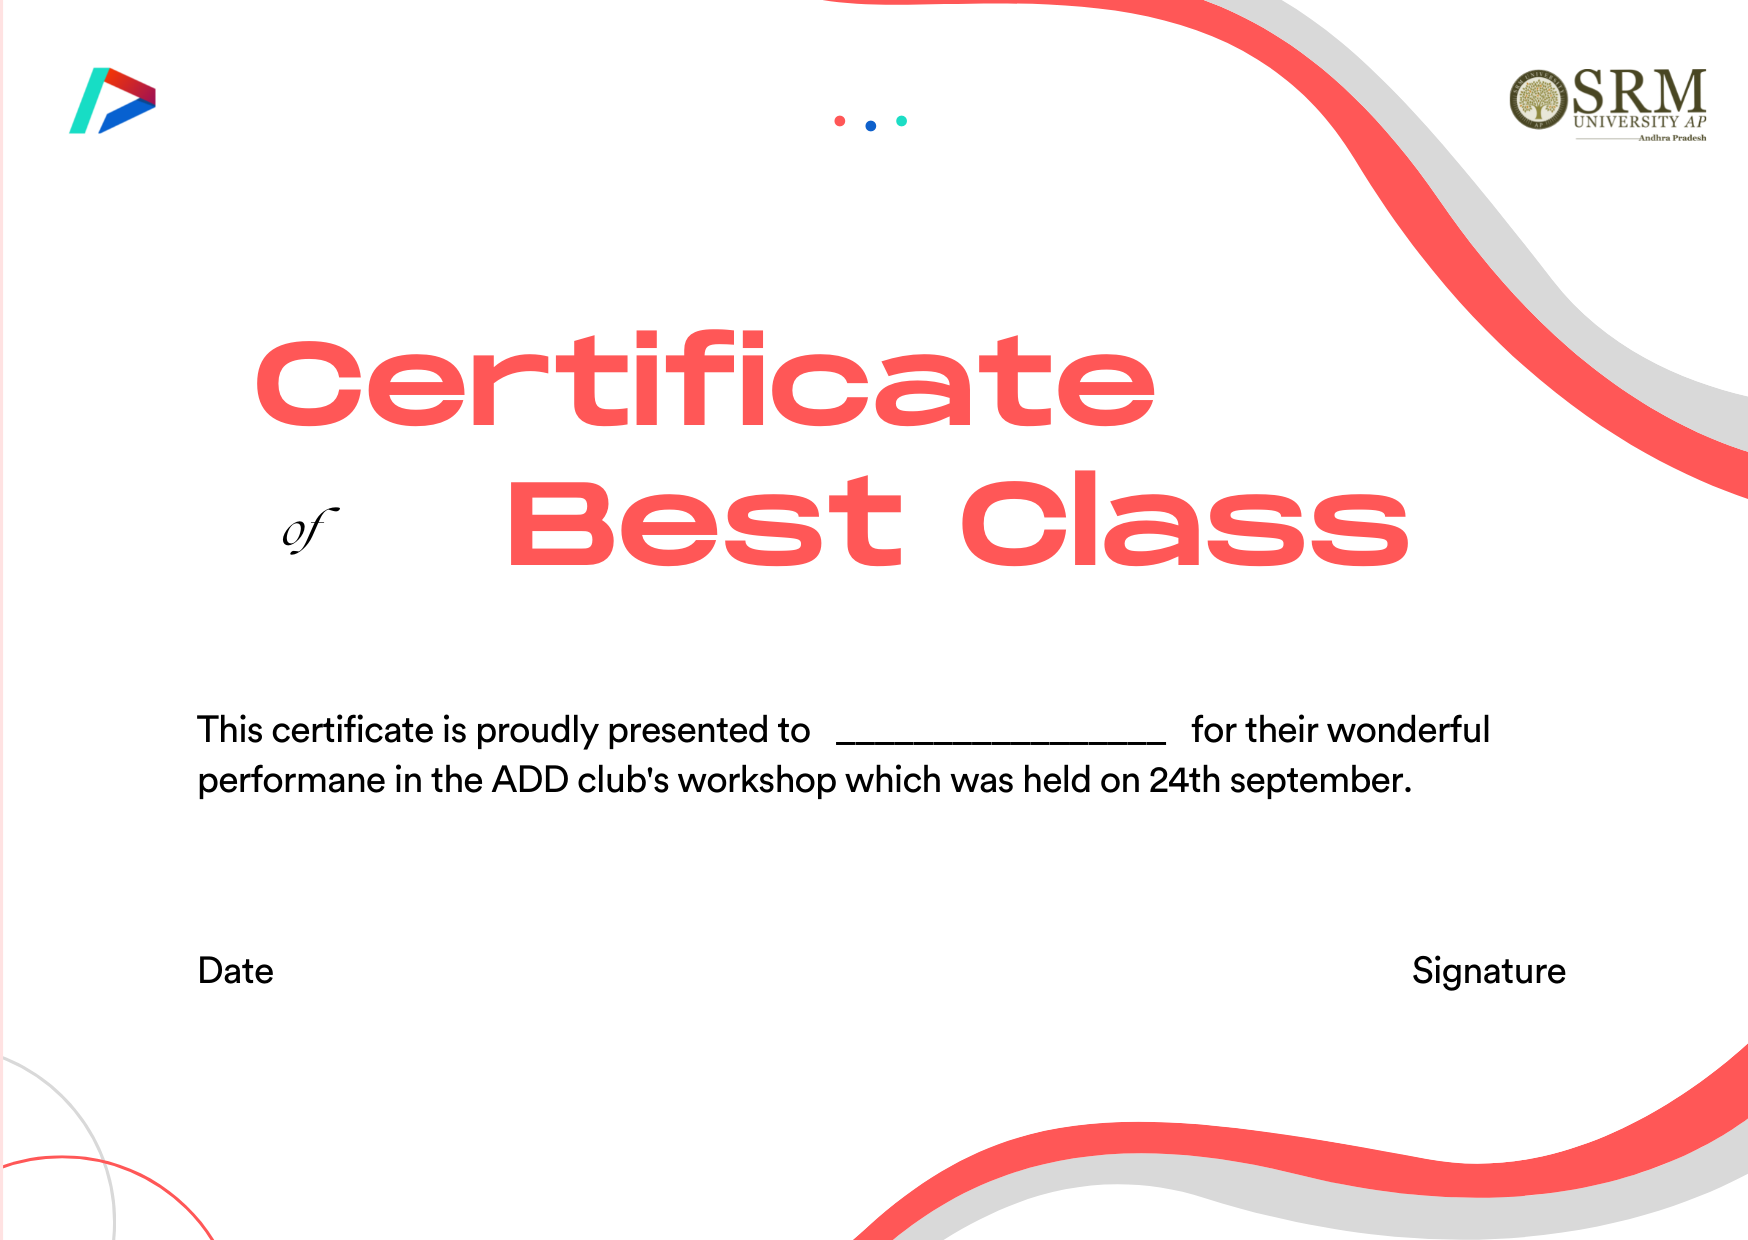 SRM
UNIVERSITY AP
Andhra Pradesh
Certificate
of Best Class
This certificate is proudly presented to _________________ for their wonderful
performane in the ADD club's workshop which was held on 24th september.
Date Signature